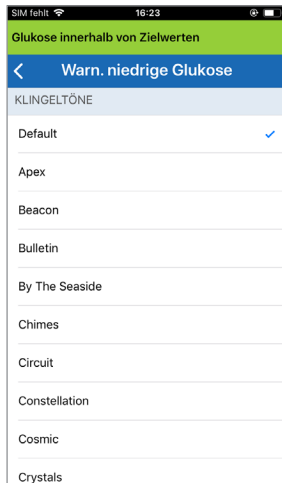 SIM fehlt 16:23
Glukose innerhalb von Zielwerten
Warn. niedrige Glukose
KLINGELTÖNE
Default
Apex
Beacon
Bulletin
By The Seaside
Chimes
Circuit
Constellation
Cosmic
Crystals